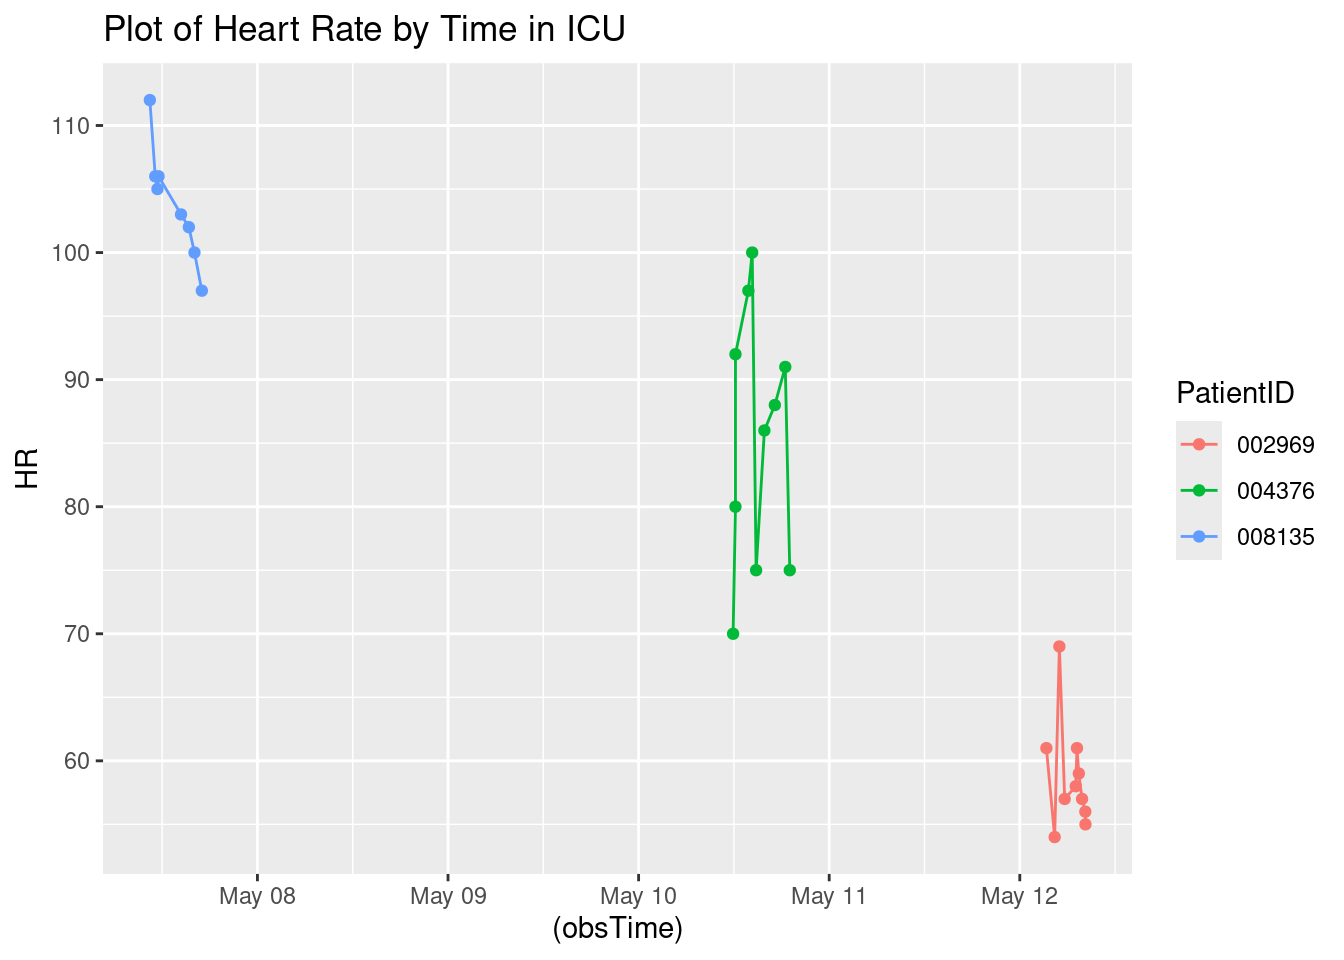 Plot of Heart Rate by Time in ICU
110
100
90
80
70
60
HR
May 08
May 09
May 10
May 11
May 12
(obsTime)
PatientID
002969
004376
008135